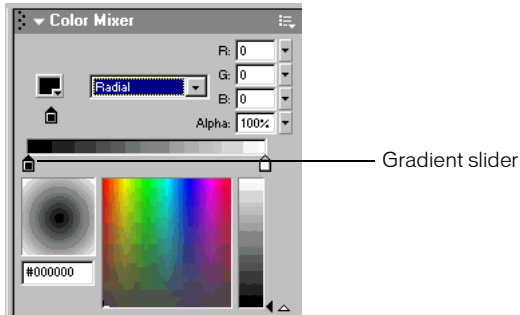 Color Mixer
R: 0
Radial
G: 0
B: 0
Alpha: 100%
Gradient slider
#000000